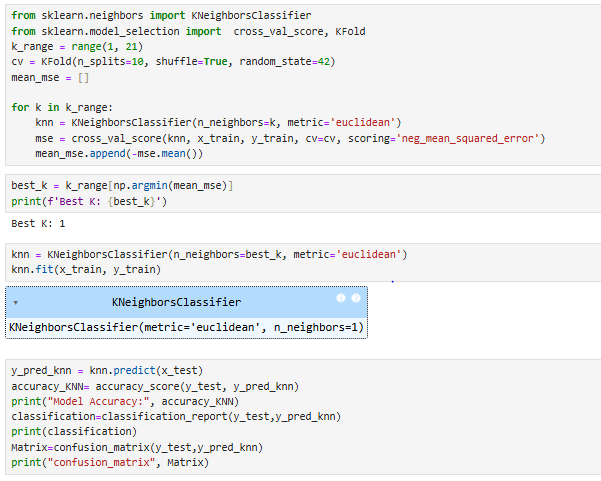 from sklearn.neighbors import KNeighborsClassifier
from sklearn.model_selection import  cross_val_score, KFold
k_range = range(1, 21)
cv = KFold(n_splits=10, shuffle=True, random_state=42)
mean_mse = []

for k in k_range:
    knn = KNeighborsClassifier(n_neighbors=k, metric='euclidean')
    mse = cross_val_score(knn, x_train, y_train, cv=cv, scoring='neg_mean_squared_error')
    mean_mse.append(-mse.mean())

best_k = k_range[np.argmin(mean_mse)]
print(f'Best K: {best_k}')
Best K: 1

knn = KNeighborsClassifier(n_neighbors=best_k, metric='euclidean')
knn.fit(x_train, y_train)
KNeighborsClassifier
KNeighborsClassifier(metric='euclidean', n_neighbors=1)

y_pred_knn = knn.predict(x_test)
accuracy_KNN= accuracy_score(y_test, y_pred_knn)
print("Model Accuracy:", accuracy_KNN)
classification=classification_report(y_test,y_pred_knn)
print(classification)
Matrix=confusion_matrix(y_test,y_pred_knn)
print("confusion_matrix", Matrix)